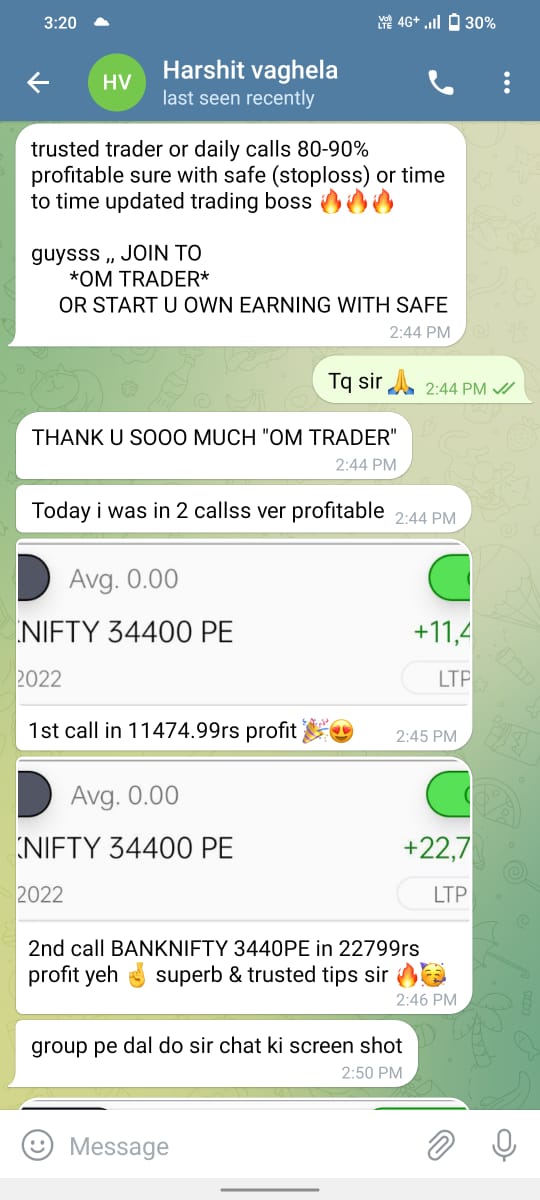 3:20
Vo) LTE 4G+ 30%
HV
Harshit vaghela
last seen recently
trusted trader or daily calls 80-90%
profitable sure with safe (stoploss) or time
to time updated trading boss 🔥🔥🔥
guysss ,, JOIN TO
*OM TRADER*
OR START U OWN EARNING WITH SAFE
2:44 PM
Tq sir 🙏 2:44 PM
THANK U SOOO MUCH "OM TRADER"
2:44 PM
Today i was in 2 callss ver profitable 2:44 PM
Avg. 0.00
NIFTY 34400 PE +11,4
2022 LTP
1st call in 11474.99rs profit 🎉😍 2:45 PM
Avg. 0.00
KNIFTY 34400 PE +22,7
2022 LTP
2nd call BANKNIFTY 3440PE in 22799rs
profit yeh 🤞 superb & trusted tips sir 🔥🥳
2:46 PM
group pe dal do sir chat ki screen shot
2:50 PM
Message